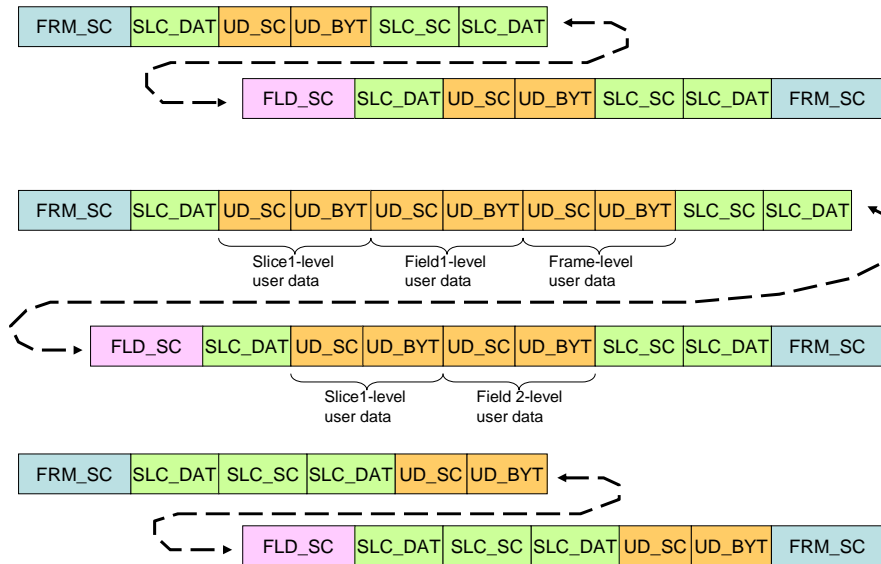 FRM_SC SLC_DAT UD_SC UD_BYT SLC_SC SLC_DAT
FLD_SC SLC_DAT UD_SC UD_BYT SLC_SC SLC_DAT FRM_SC
FRM_SC SLC_DAT UD_SC UD_BYT UD_SC UD_BYT UD_SC UD_BYT SLC_SC SLC_DAT
Slice1-level Field1-level Frame-level
user data user data user data
FLD_SC SLC_DAT UD_SC UD_BYT UD_SC UD_BYT SLC_SC SLC_DAT FRM_SC
Slice1-level Field 2-level
user data user data
FRM_SC SLC_DAT SLC_SC SLC_DAT UD_SC UD_BYT
FLD_SC SLC_DAT SLC_SC SLC_DAT UD_SC UD_BYT FRM_SC